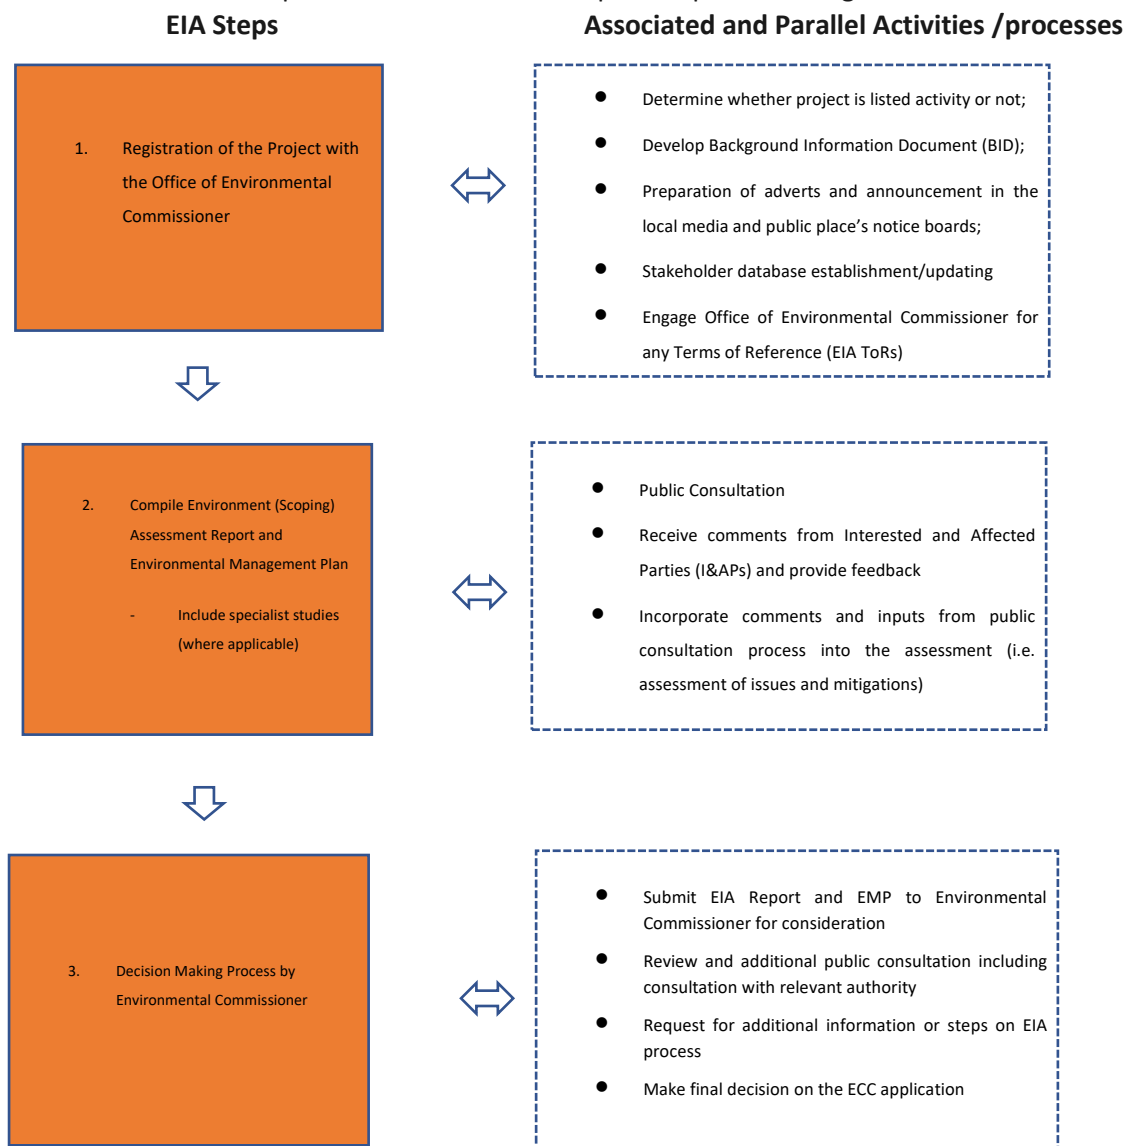 EIA Steps
Associated and Parallel Activities /processes
1. Registration of the Project with
the Office of Environmental
Commissioner
● Determine whether project is listed activity or not;
● Develop Background Information Document (BID);
● Preparation of adverts and announcement in the
local media and public place’s notice boards;
● Stakeholder database establishment/updating
● Engage Office of Environmental Commissioner for
any Terms of Reference (EIA ToRs)
2. Compile Environment (Scoping)
Assessment Report and
Environmental Management Plan
- Include specialist studies
(where applicable)
● Public Consultation
● Receive comments from Interested and Affected
Parties (I&APs) and provide feedback
● Incorporate comments and inputs from public
consultation process into the assessment (i.e.
assessment of issues and mitigations)
3. Decision Making Process by
Environmental Commissioner
● Submit EIA Report and EMP to Environmental
Commissioner for consideration
● Review and additional public consultation including
consultation with relevant authority
● Request for additional information or steps on EIA
process
● Make final decision on the ECC application